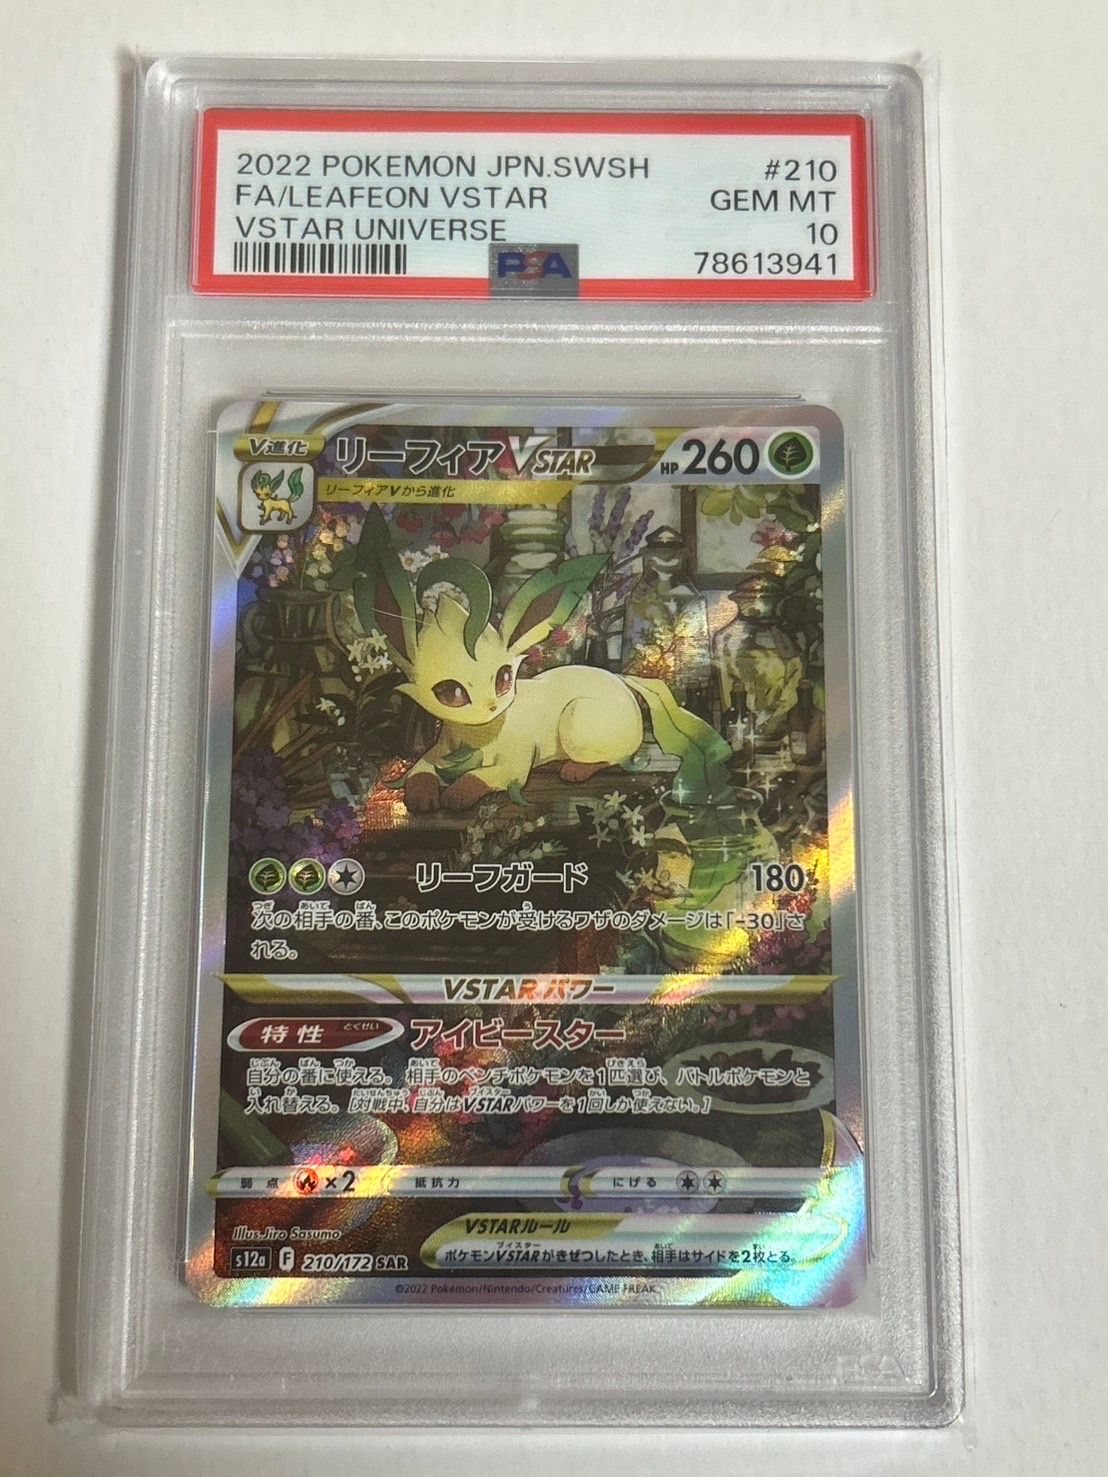 2022 POKEMON JPN.SWSH #210
FA/LEAFEON VSTAR GEM MT
VSTAR UNIVERSE 10
PSA 78613941
V進化 リーフィアVSTAR HP 260
リーフィアVから進化
リーフガード 180
次の相手の番、このポケモンが受けるワザのダメージは「-30」さ
れる。
VSTARパワー
特性 とくせい アイビースター
自分の番に使える。相手のベンチポケモンを1匹選び、バトルポケモンと
入れ替える。[対戦中、自分はVSTARパワーを1回しか使えない。]
弱点 ×2 抵抗力 にげる
VSTARルール
Illus.Jiro Sasumo
ポケモンVSTARがきぜつしたとき、相手はサイドを2枚とる。
s12a F 210/172 SAR
©2022 Pokémon/Nintendo/Creatures/GAME FREAK
PSA